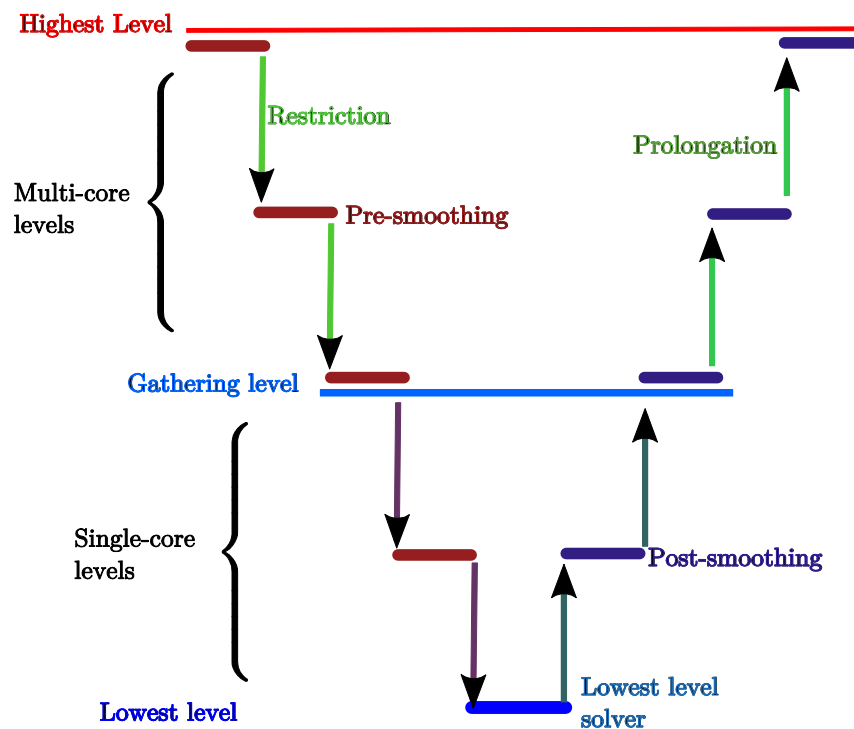 Highest Level
Restriction
Prolongation
Multi-core
levels
Pre-smoothing
Gathering level
Single-core
levels
Post-smoothing
Lowest level
solver
Lowest level